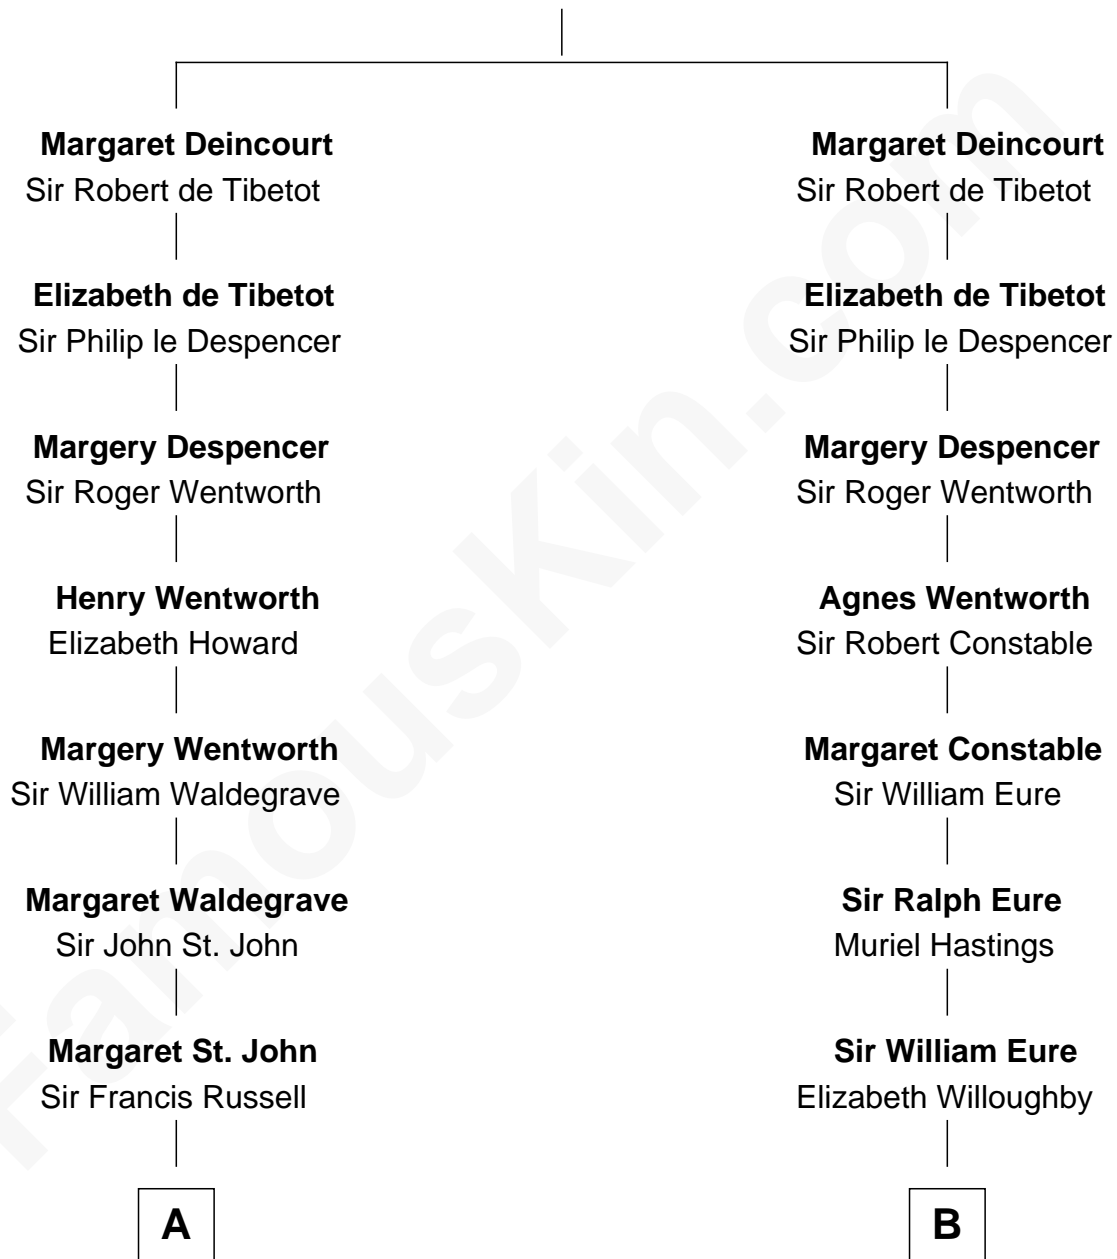 Margaret Deincourt
Sir Robert de Tibetot
Elizabeth de Tibetot
Sir Philip le Despencer
Margery Despencer
Sir Roger Wentworth
Henry Wentworth
Elizabeth Howard
Margery Wentworth
Sir William Waldegrave
Margaret Waldegrave
Sir John St. John
Margaret St. John
Sir Francis Russell
A
Margaret Deincourt
Sir Robert de Tibetot
Elizabeth de Tibetot
Sir Philip le Despencer
Margery Despencer
Sir Roger Wentworth
Agnes Wentworth
Sir Robert Constable
Margaret Constable
Sir William Eure
Sir Ralph Eure
Muriel Hastings
Sir William Eure
Elizabeth Willoughby
B
FamousKin.com